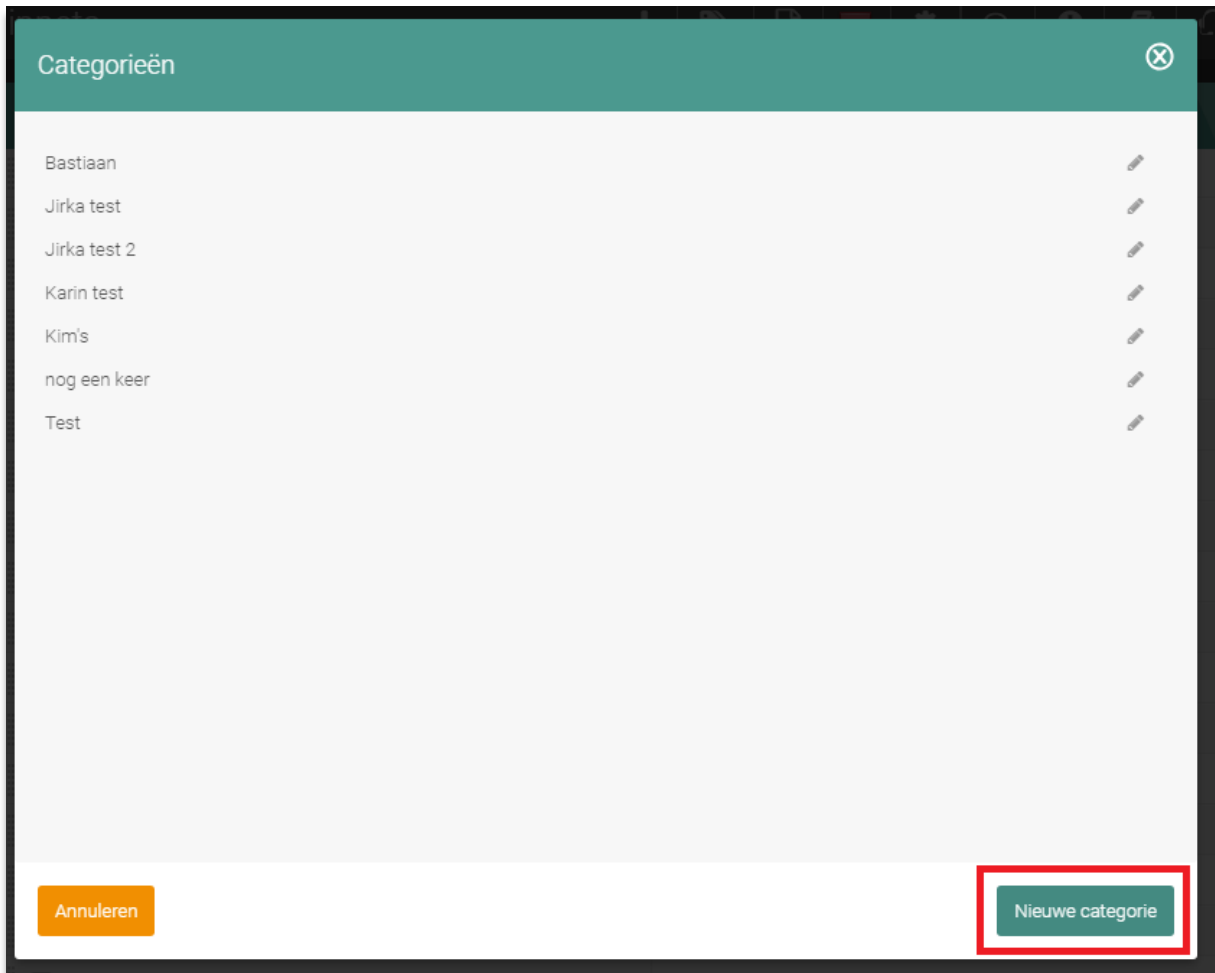 Categorieën
Bastiaan
Jirka test
Jirka test 2
Karin test
Kim's
nog een keer
Test
Annuleren
Nieuwe categorie